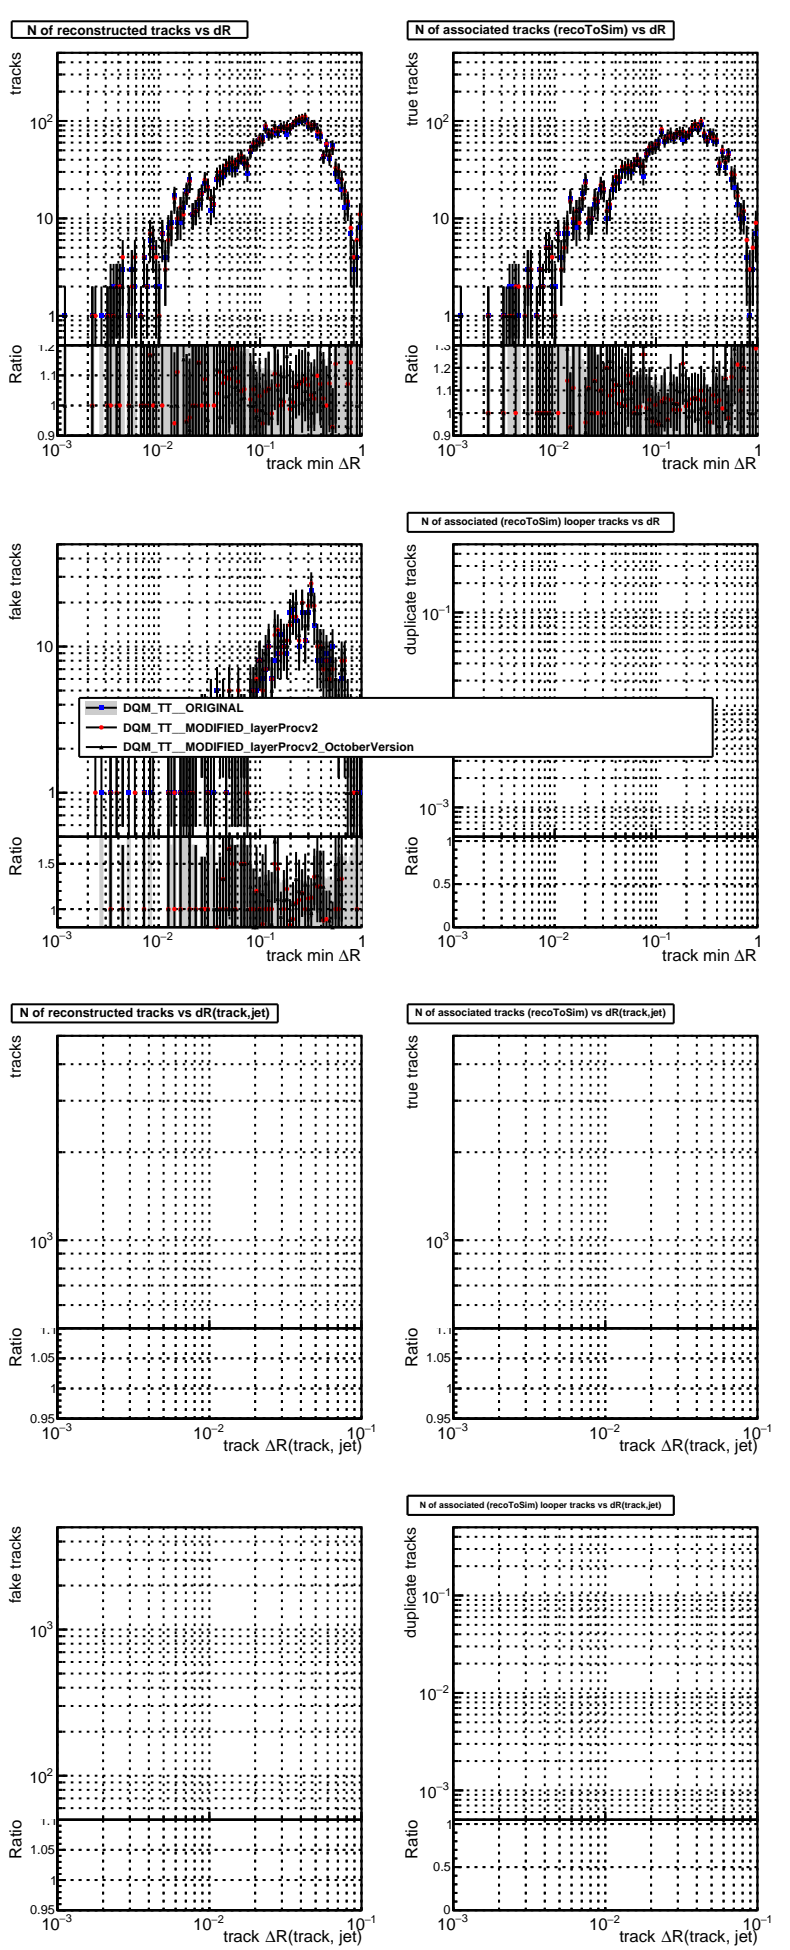 N of reconstructed tracks vs dR
tracks
10²
10
1
Ratio
1.2
1.1
1
0.9
10⁻³ 10⁻² 10⁻¹ 1
track min ΔR
N of associated tracks (recoToSim) vs dR
true tracks
10²
10
1
Ratio
1.3
1.2
1.1
1
0.9
10⁻³ 10⁻² 10⁻¹ 1
track min ΔR
fake tracks
10
1
Ratio
1.5
1
10⁻³ 10⁻² 10⁻¹ 1
track min ΔR
N of associated (recoToSim) looper tracks vs dR
duplicate tracks
10⁻¹
10⁻³
Ratio
1
0.5
0
10⁻³ 10⁻² 10⁻¹ 1
track min ΔR
DQM_TT__ORIGINAL
DQM_TT__MODIFIED_layerProcv2
DQM_TT__MODIFIED_layerProcv2_OctoberVersion
N of reconstructed tracks vs dR(track,jet)
tracks
10³
Ratio
1.1
1.05
1
0.95
10⁻³ 10⁻² 10⁻¹
track ΔR(track, jet)
N of associated tracks (recoToSim) vs dR(track,jet)
true tracks
10³
Ratio
1.1
1.05
1
0.95
10⁻³ 10⁻² 10⁻¹
track ΔR(track, jet)
fake tracks
10³
10²
Ratio
1.1
1.05
1
0.95
10⁻³ 10⁻² 10⁻¹
track ΔR(track, jet)
N of associated (recoToSim) looper tracks vs dR(track,jet)
duplicate tracks
10⁻¹
10⁻²
10⁻³
Ratio
1
0.5
0
10⁻³ 10⁻² 10⁻¹
track ΔR(track, jet)